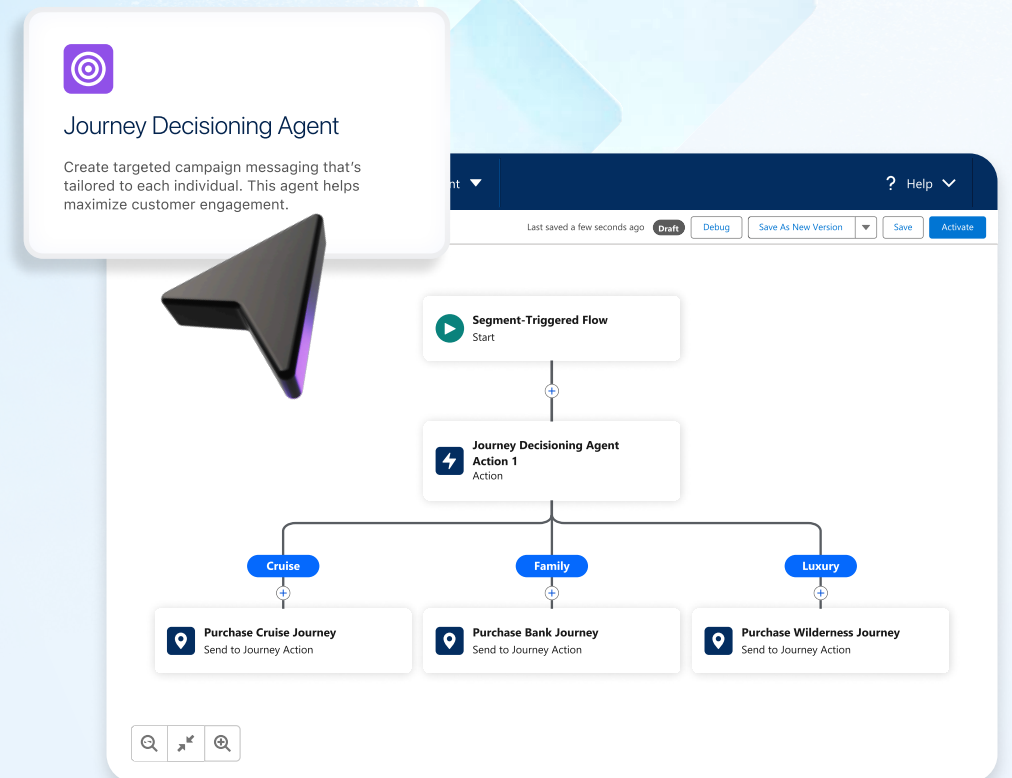 Journey Decisioning Agent
Create targeted campaign messaging that's
tailored to each individual. This agent helps
maximize customer engagement.
nt
? Help
Last saved a few seconds ago Draft Debug Save As New Version Save Activate
Segment-Triggered Flow
Start
Journey Decisioning Agent
Action 1
Action
Cruise Family Luxury
Purchase Cruise Journey
Send to Journey Action
Purchase Bank Journey
Send to Journey Action
Purchase Wilderness Journey
Send to Journey Action